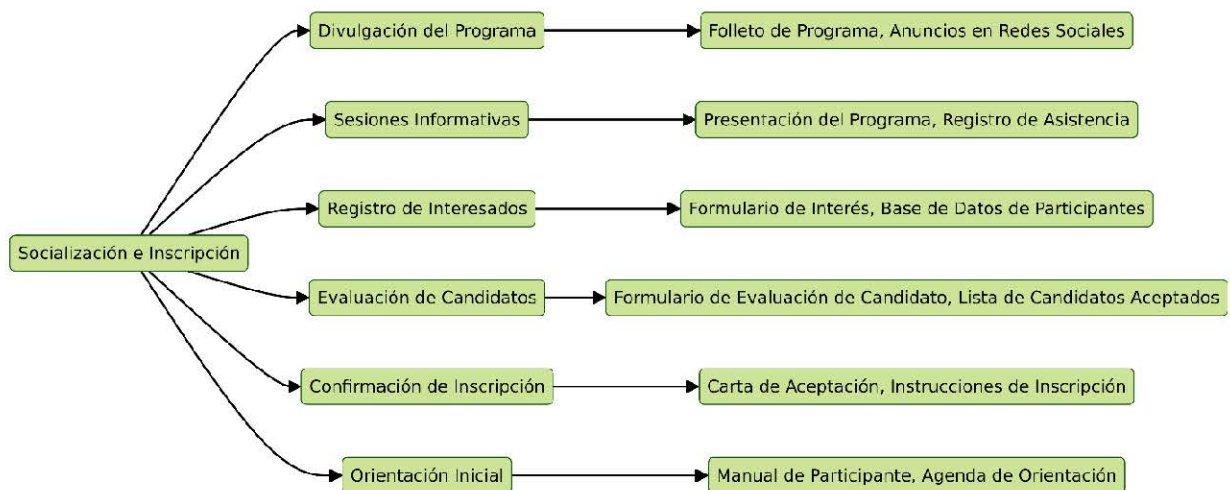 Divulgación del Programa
Folleto de Programa, Anuncios en Redes Sociales
Sesiones Informativas
Presentación del Programa, Registro de Asistencia
Registro de Interesados
Formulario de Interés, Base de Datos de Participantes
Socialización e Inscripción
Evaluación de Candidatos
Formulario de Evaluación de Candidato, Lista de Candidatos Aceptados
Confirmación de Inscripción
Carta de Aceptación, Instrucciones de Inscripción
Orientación Inicial
Manual de Participante, Agenda de Orientación